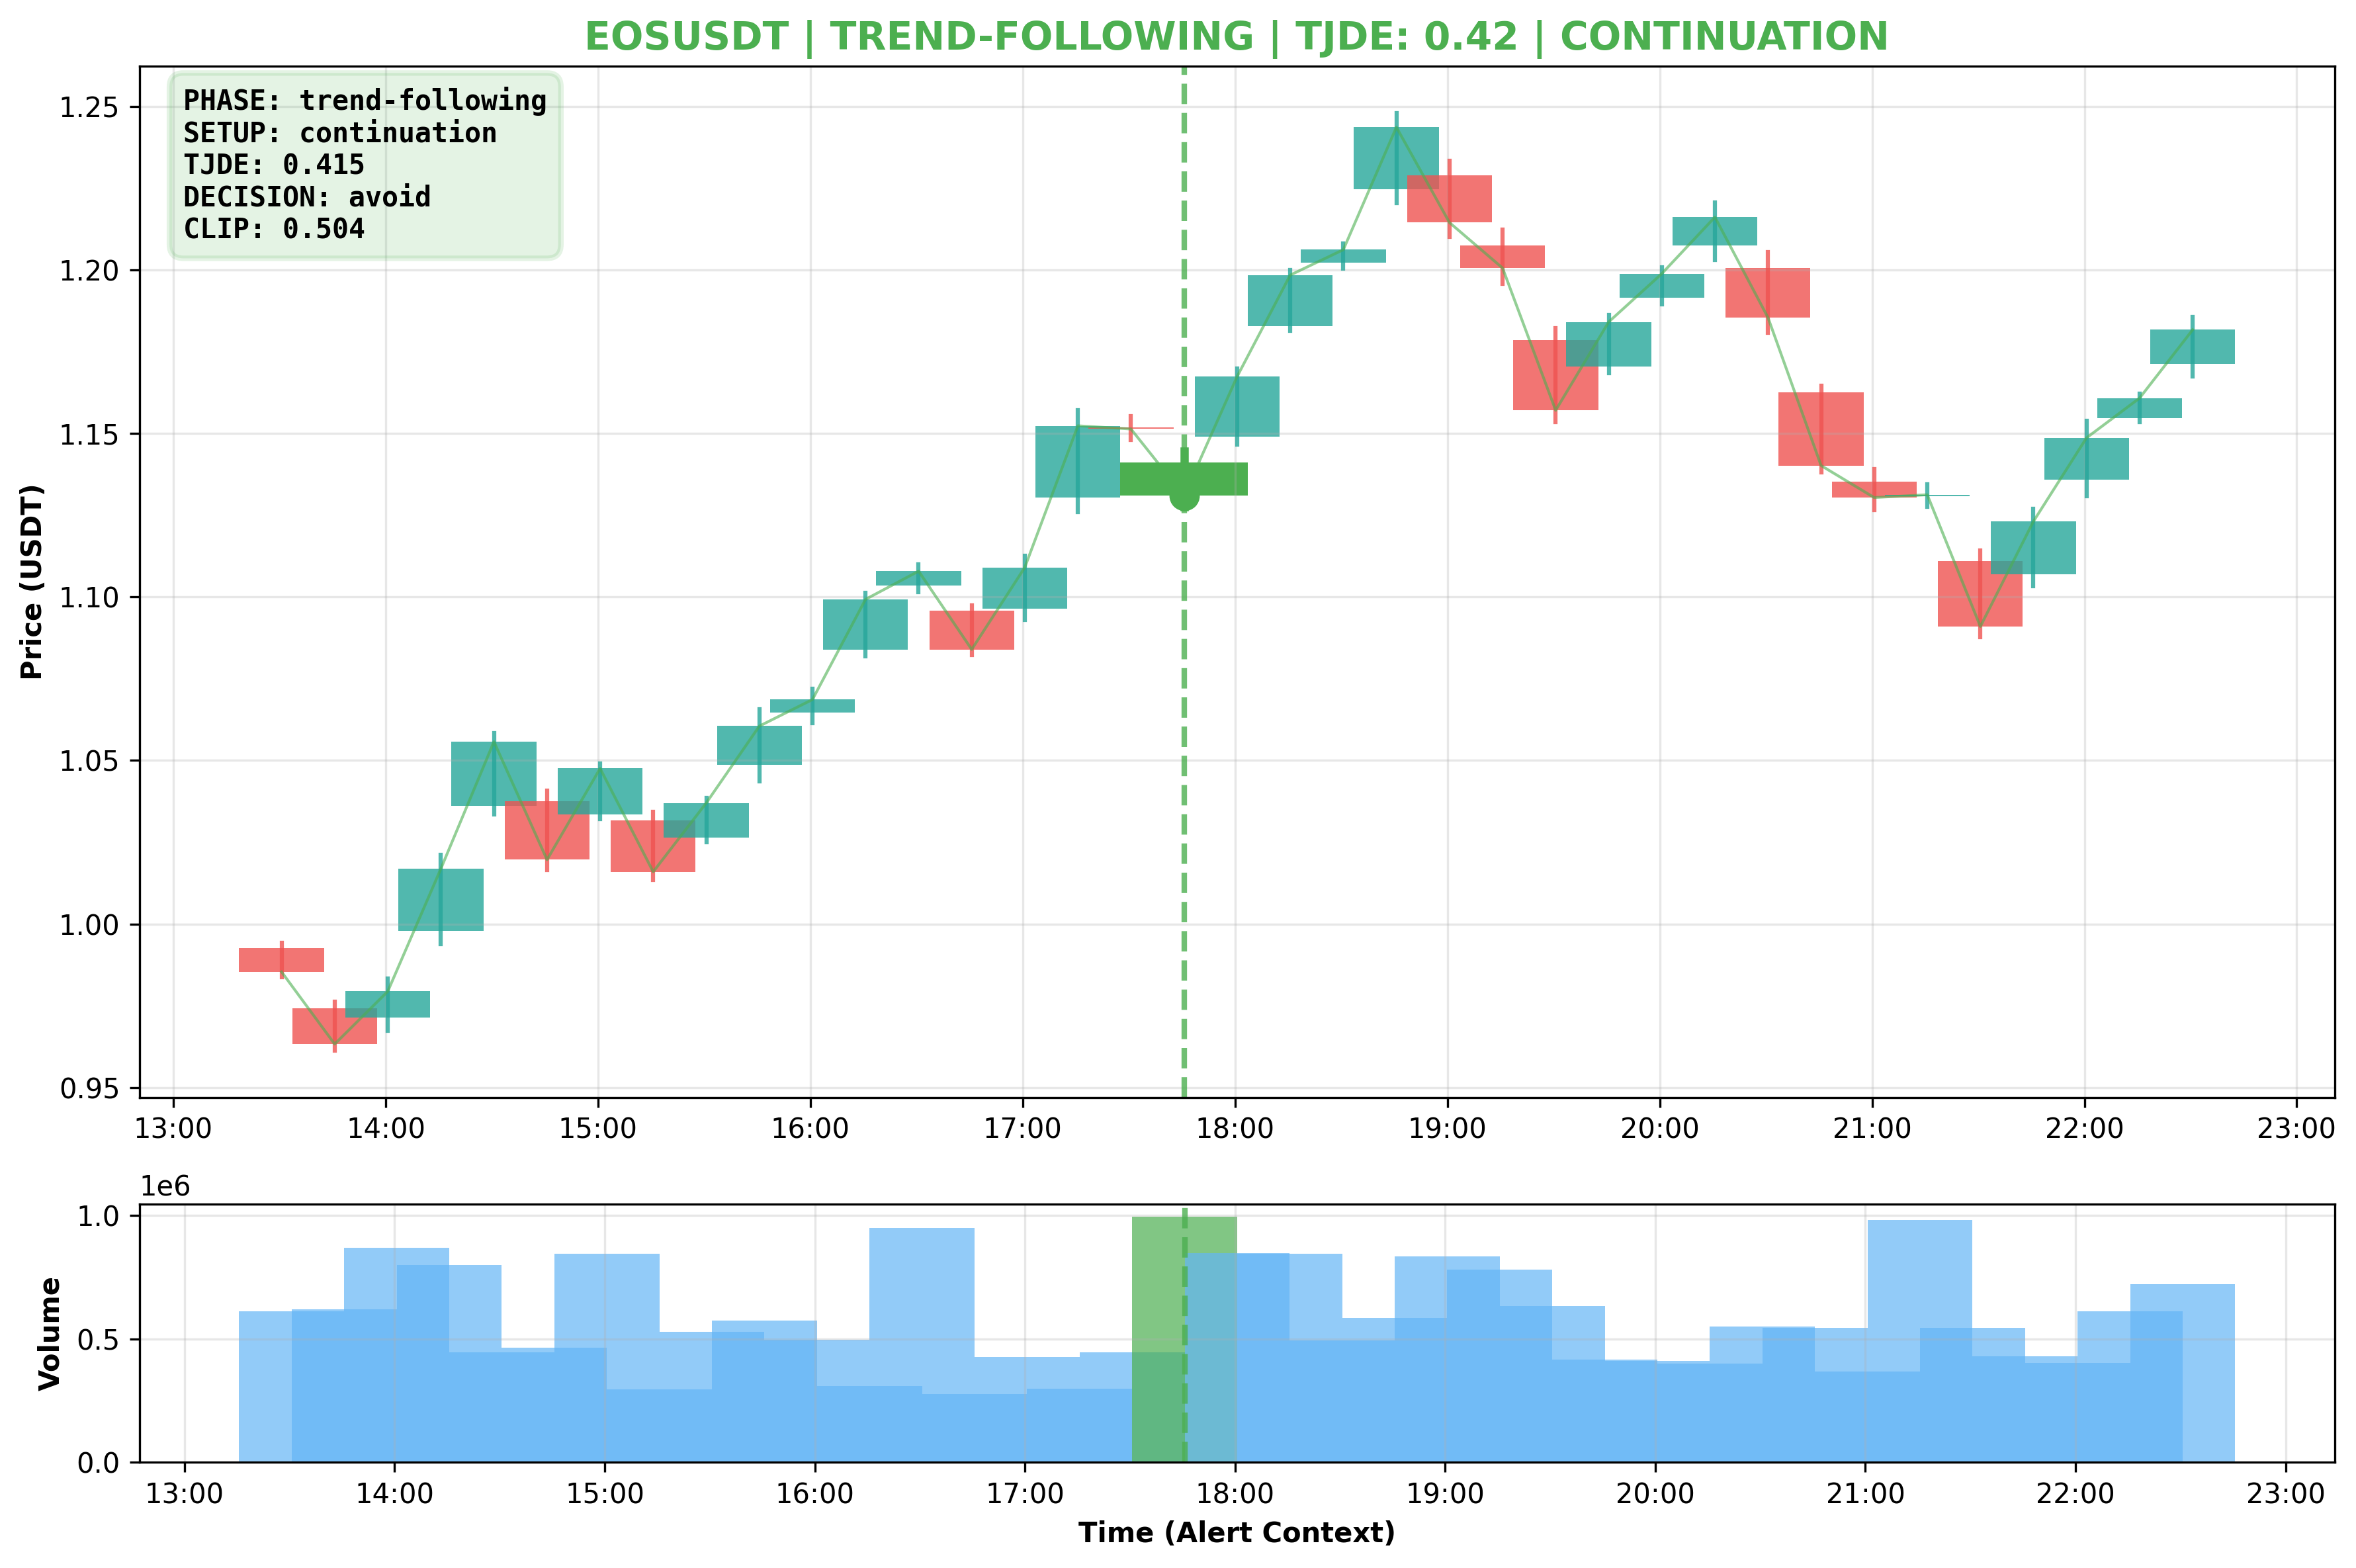 EOSUSDT | TREND-FOLLOWING | TJDE: 0.42 | CONTINUATION
PHASE: trend-following
SETUP: continuation
TJDE: 0.415
DECISION: avoid
CLIP: 0.504
Price (USDT)
1.25
1.20
1.15
1.10
1.05
1.00
0.95
13:00 14:00 15:00 16:00 17:00 18:00 19:00 20:00 21:00 22:00 23:00
1e6
Volume
1.0
0.5
0.0
13:00 14:00 15:00 16:00 17:00 18:00 19:00 20:00 21:00 22:00 23:00
Time (Alert Context)